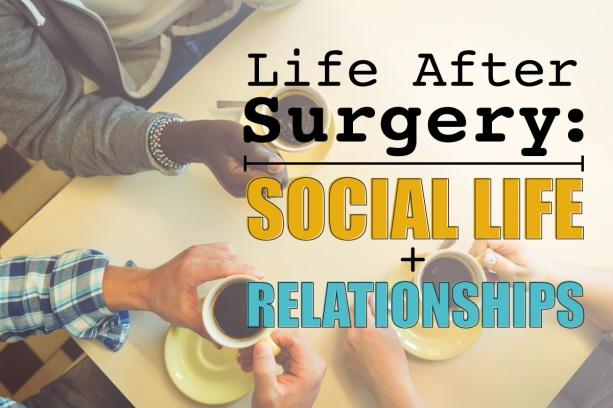 Life After
Surgery:
SOCIAL LIFE
+
RELATIONSHIPS